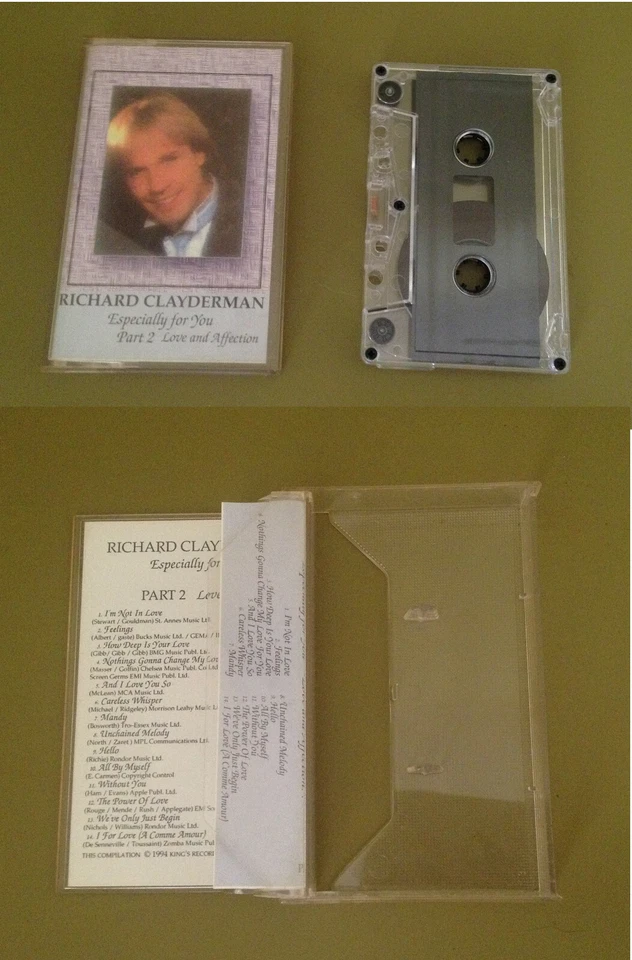 RICHARD CLAYDERMAN
Especially for You
Part 2 Love and Affection
RICHARD CLAY
Especially for
PART 2 Love
1. I'm Not In Love
(Stewart / Gouldman) St. Annes Music Ltd
2. Feelings
(Albert / gaste) Bucks Music Ltd. / GEMA /
3. How Deep Is Your Love
(Gibb / Gibb / Gibb) BMG Music Publ. Lt
4. Nothings Gonna Change My Lov
(Masser / Goffin) Chelsea Music Publ. Co Ltd
Screen Germs EMI Music Publ. Ltd.
5. And I Love You So
(McLean) MCA Music Ltd.
6. Careless Whisper
(Michael / Ridgeley) Morrison Leahy Music L
7. Mandy
(Bosworth) Tro-Essex Music Ltd.
8. Unchained Melody
(North / Zaret) MPL Communications Ltd.
9. Hello
(Richie) Rondor Music Ltd.
10. All By Myself
(E. Carmen) Copyright Control
11. Without You
(Ham / Evans) Apple Publ. Ltd.
12. The Power Of Love
(Rouge / Mende / Rush / Applegate) EMI So
13. We've Only Just Begin
(Nichols / Williams) Rondor Music Ltd.
14. I For Love (A Comme Amour)
(De Senneville / Toussaint) Zomba Music Pul
THIS COMPILATION © 1994 KING'S RECORD
1. I'm Not In Love
2. Feelings
3. How Deep Is Your Love
4. Nothings Gonna Change My Love For You
5. And I Love You So
6. Careless Whisper
7. Mandy
8. Unchained Melody
9. Hello
10. All By Myself
11. Without You
12. The Power Of Love
13. We've Only Just Begin
14. I For Love (A Comme Amour)